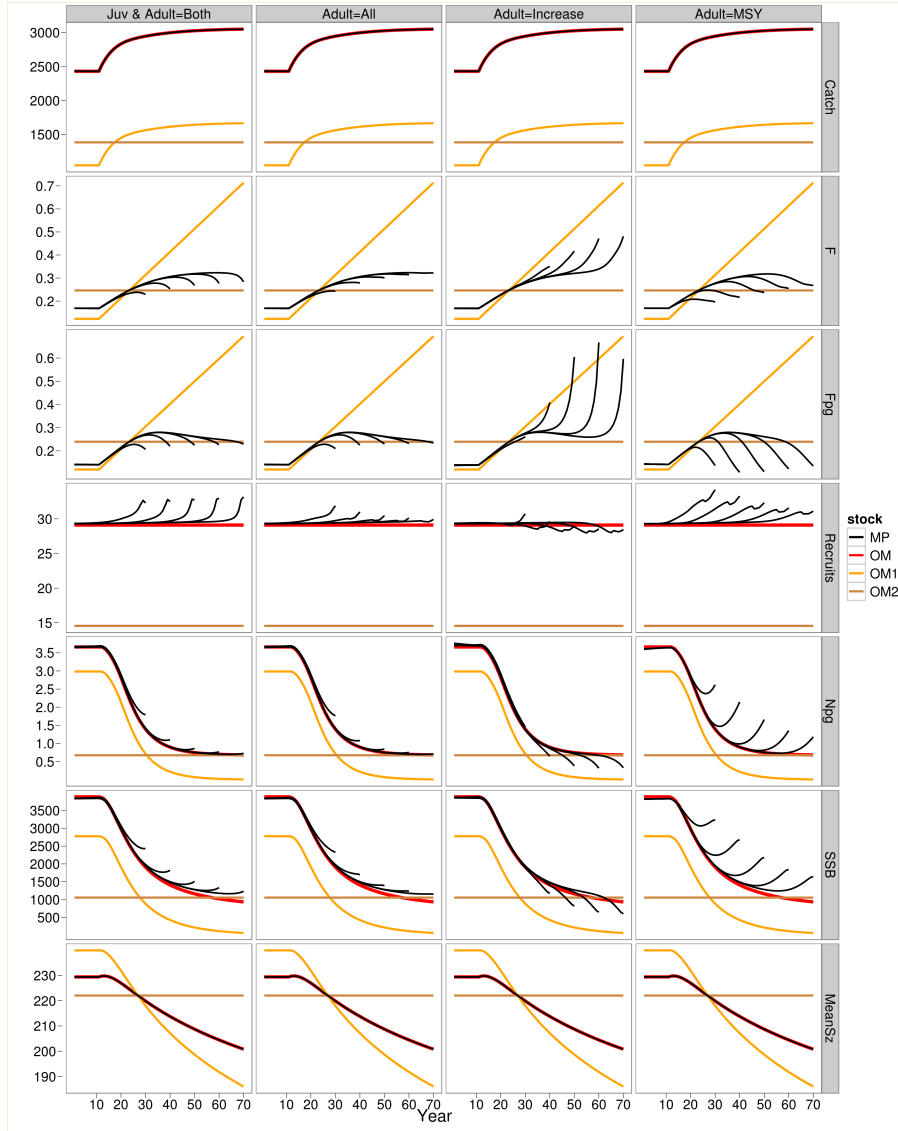 Juv & Adult=Both Adult=All Adult=Increase Adult=MSY
3000
2500
2000
1500
Catch
0.7
0.6
0.5
0.4
0.3
0.2
F
0.6
0.5
0.4
0.3
0.2
Fpg
30
25
20
15
Recruits
stock
MP
OM
OM1
OM2
3.5
3.0
2.5
2.0
1.5
1.0
0.5
Npg
3500
3000
2500
2000
1500
1000
500
SSB
230
220
210
200
190
MeanSz
10 20 30 40 50 60 70 10 20 30 40 50 60 70 10 20 30 40 50 60 70 10 20 30 40 50 60 70
Year